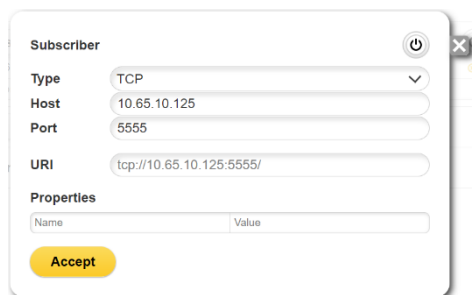 Subscriber
Type TCP
Host 10.65.10.125
Port 5555
URI tcp://10.65.10.125:5555/
Properties
Name Value
Accept